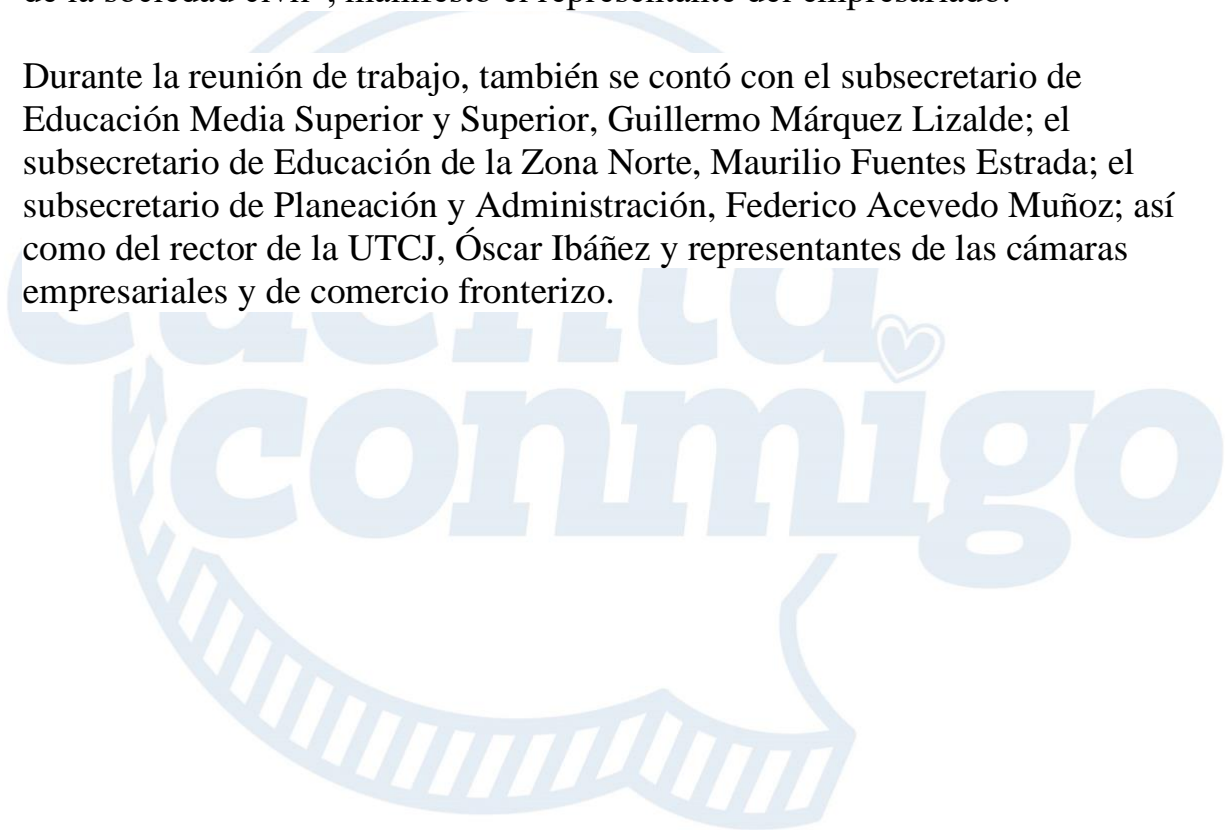 de la sociedad civil", manifestó el representante del empresariado.
Durante la reunión de trabajo, también se contó con el subsecretario de
Educación Media Superior y Superior, Guillermo Márquez Lizalde; el
subsecretario de Educación de la Zona Norte, Maurilio Fuentes Estrada; el
subsecretario de Planeación y Administración, Federico Acevedo Muñoz; así
como del rector de la UTCJ, Óscar Ibáñez y representantes de las cámaras
empresariales y de comercio fronterizo.
cuenta
conmigo